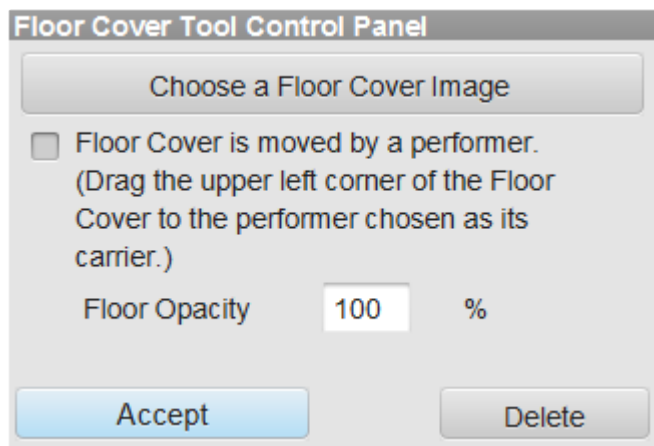 Floor Cover Tool Control Panel
Choose a Floor Cover Image
Floor Cover is moved by a performer.
(Drag the upper left corner of the Floor
Cover to the performer chosen as its
carrier.)
Floor Opacity 100 %
Accept Delete